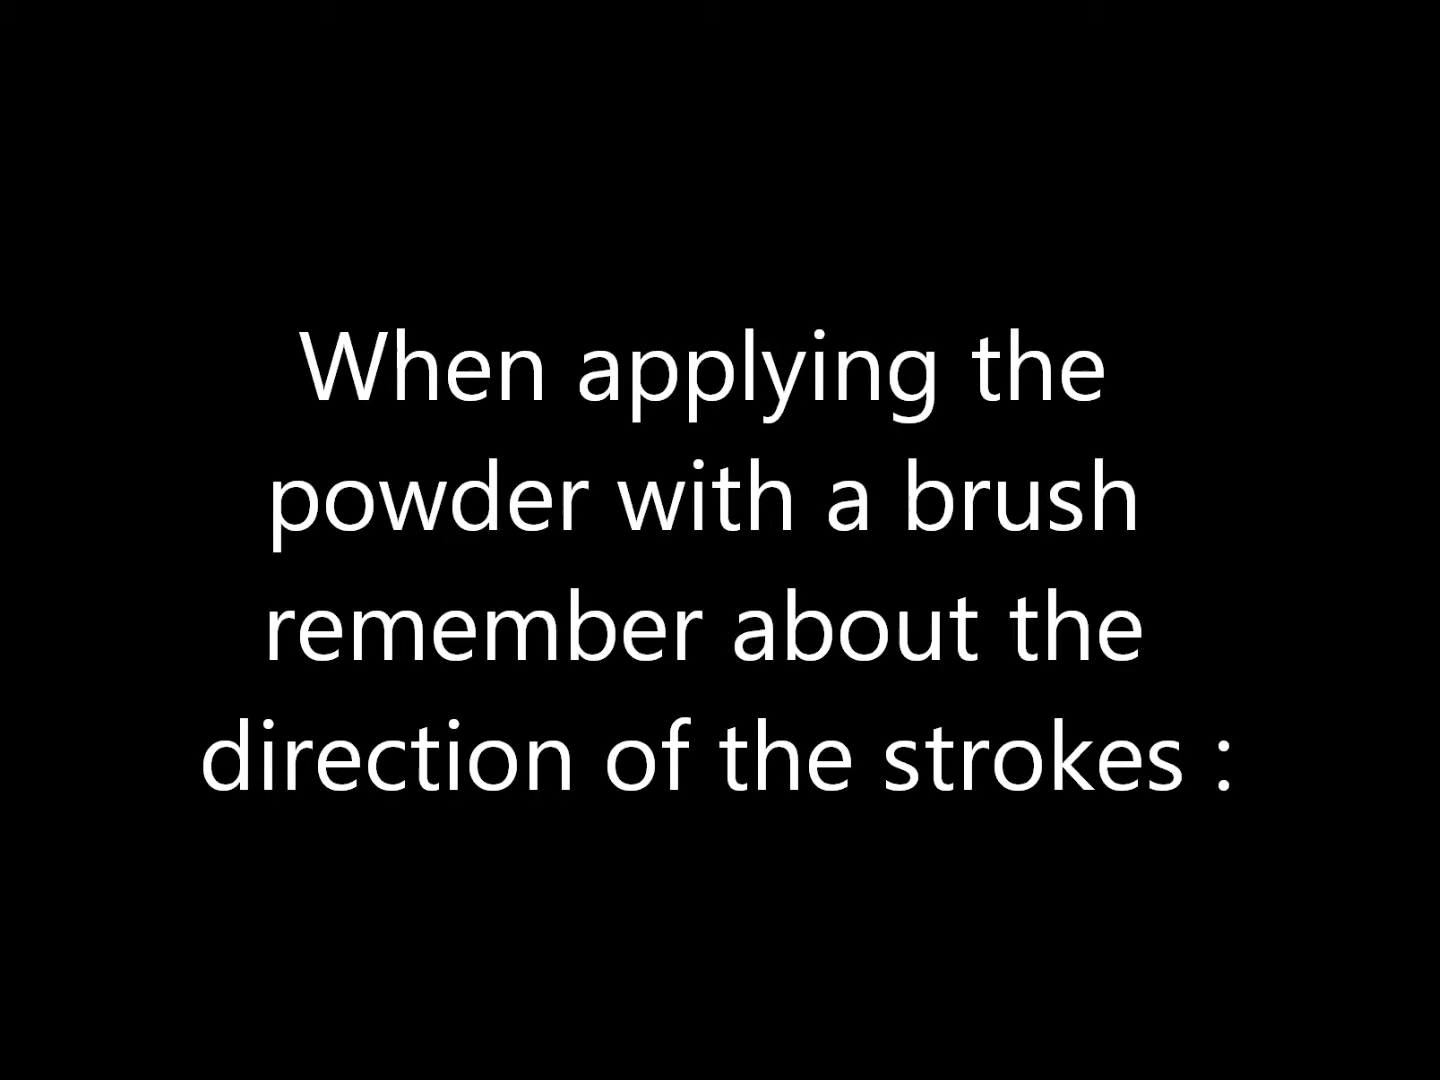 When applying the
powder with a brush
remember about the
direction of the strokes :